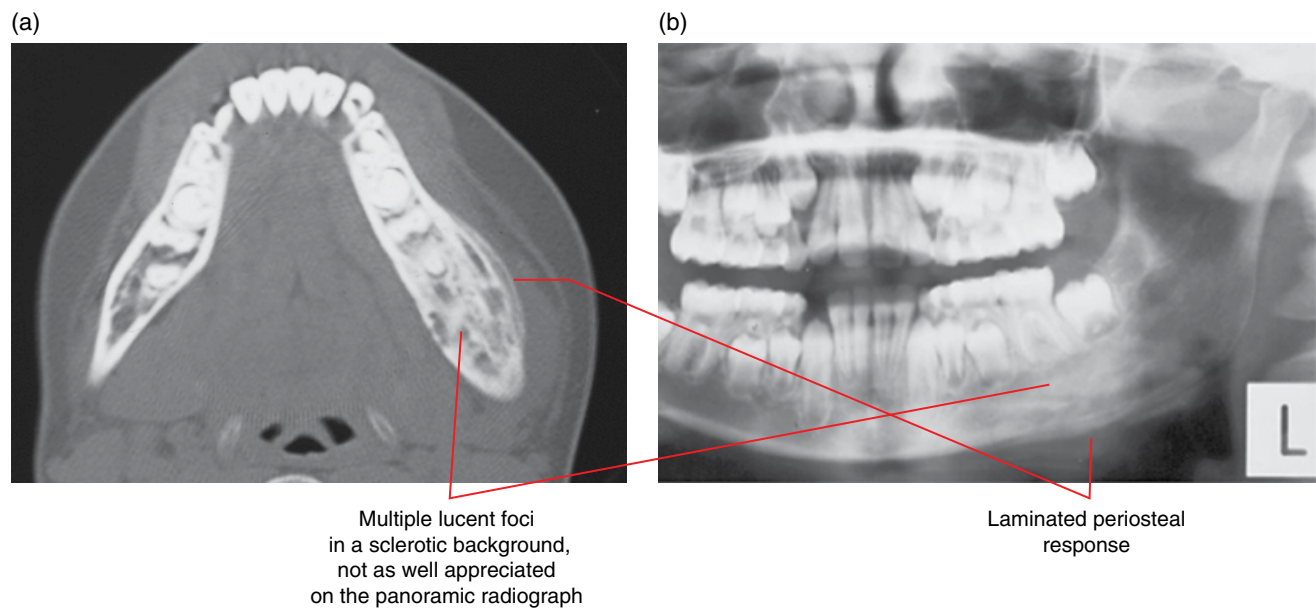 (a)
(b)
L
Multiple lucent foci
in a sclerotic background,
not as well appreciated
on the panoramic radiograph
Laminated periosteal
response